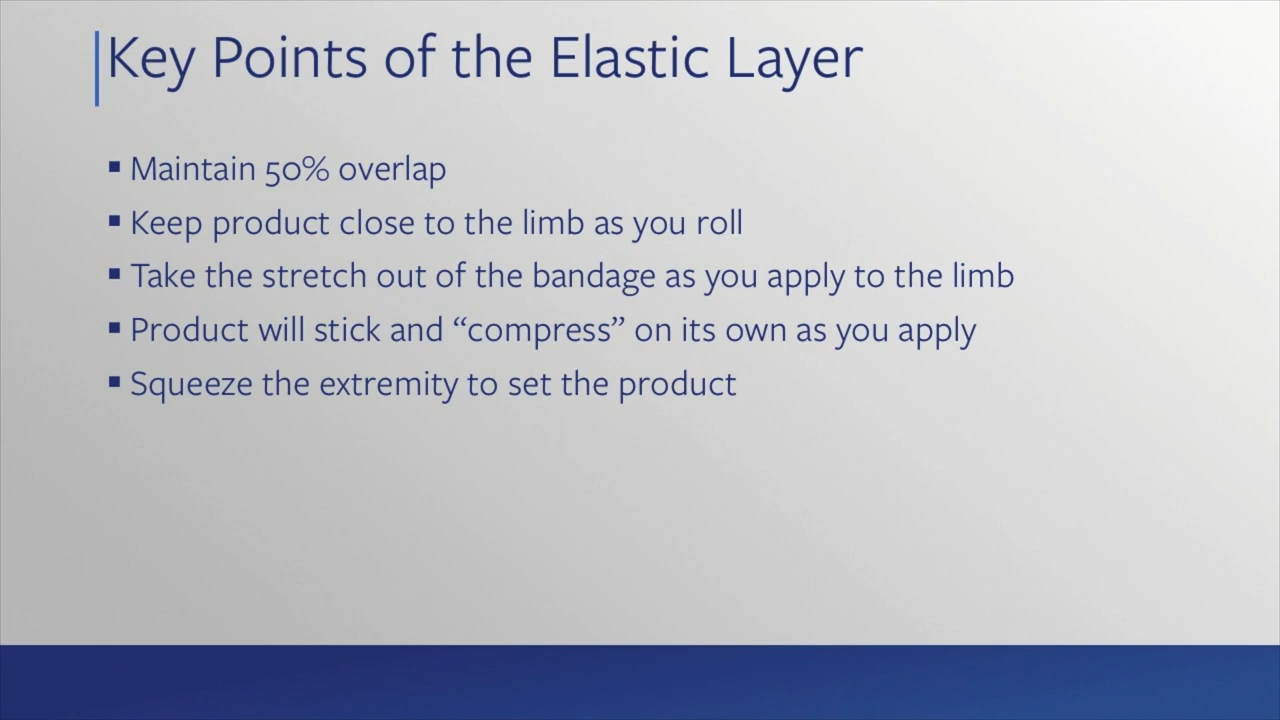 Key Points of the Elastic Layer
▪ Maintain 50% overlap
▪ Keep product close to the limb as you roll
▪ Take the stretch out of the bandage as you apply to the limb
▪ Product will stick and “compress” on its own as you apply
▪ Squeeze the extremity to set the product